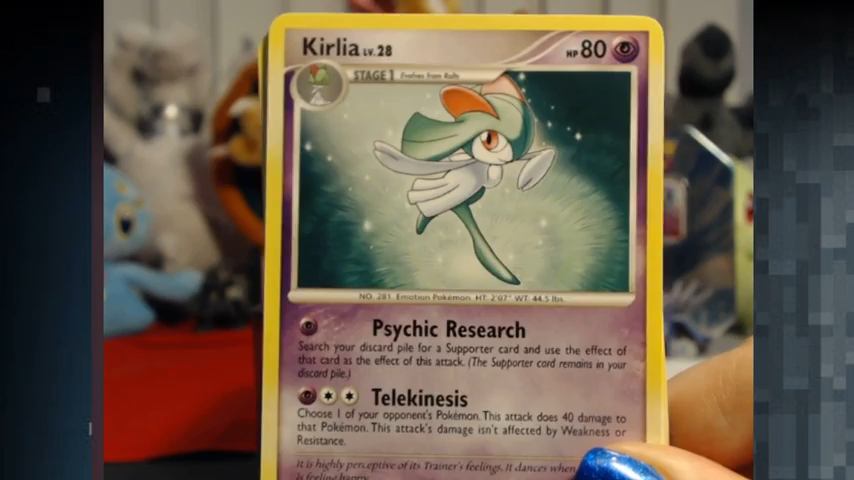 Kirlia LV.28 HP 80
STAGE 1 Evolves from Ralts
NO. 281 Emotion Pokémon HT: 2'07" WT: 44.5 lbs.
Psychic Research
Search your discard pile for a Supporter card and use the effect of
that card as the effect of this attack. (The Supporter card remains in your
discard pile.)
Telekinesis
Choose 1 of your opponent's Pokémon. This attack does 40 damage to
that Pokémon. This attack's damage isn't affected by Weakness or
Resistance.
It is highly perceptive of its Trainer's feelings. It dances when
is feeling happy.